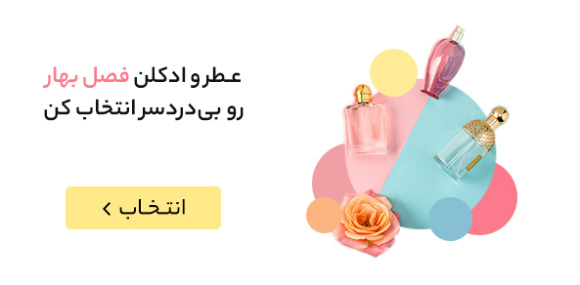 عطر و ادکلن فصل بهار
رو بی‌دردسر انتخاب کن
انتخاب >